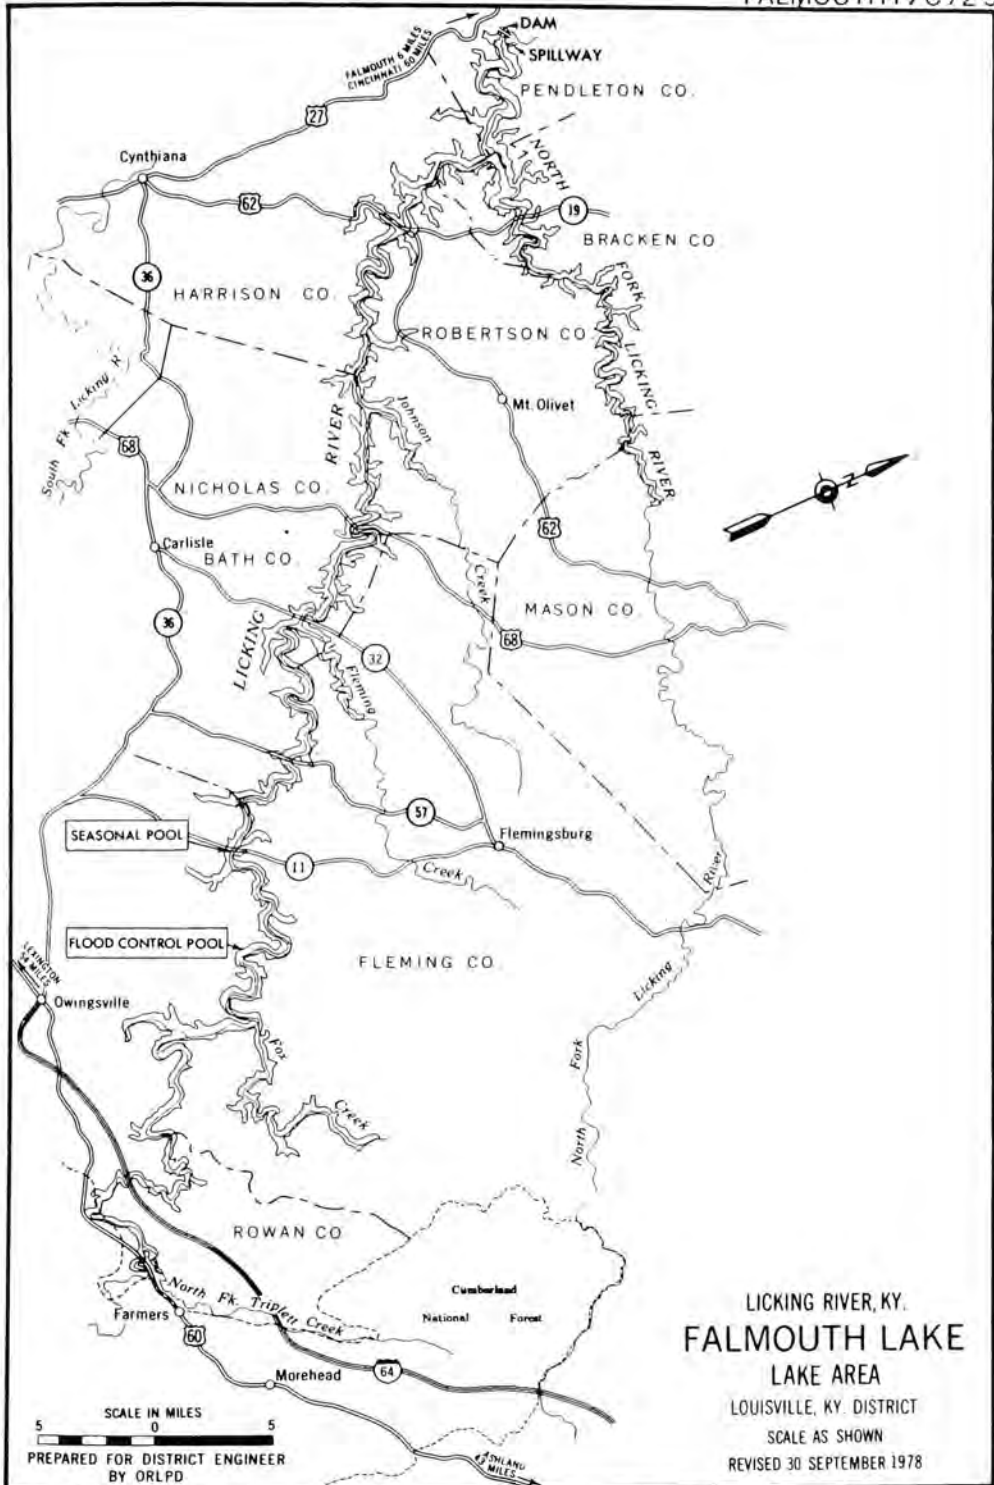 DAM
SPILLWAY
FALMOUTH 6 MILES
CINCINNATI 60 MILES
PENDLETON CO.
27
Cynthiana
NORTH
62
19
BRACKEN CO.
36
HARRISON CO.
FORK
ROBERTSON CO.
LICKING
South Fk Licking R
RIVER
Johnson
Mt. Olivet
68
RIVER
N
NICHOLAS CO.
62
Carlisle
BATH CO.
Creek
MASON CO.
36
LICKING
68
32
Fleming
57
SEASONAL POOL
Flemingsburg
11
Creek
River
FLOOD CONTROL POOL
FLEMING CO.
LEXINGTON
Licking
Owingsville
Fox
Fork
Creek
North
ROWAN CO
Cumberland
National Forest
North Fk. Triplett Creek
Farmers
60
64
Morehead
LICKING RIVER, KY.
FALMOUTH LAKE
LAKE AREA
LOUISVILLE, KY. DISTRICT
SCALE AS SHOWN
REVISED 30 SEPTEMBER 1978
SCALE IN MILES
5 0 5
PREPARED FOR DISTRICT ENGINEER
BY ORLPD
ASHLAND
MILES